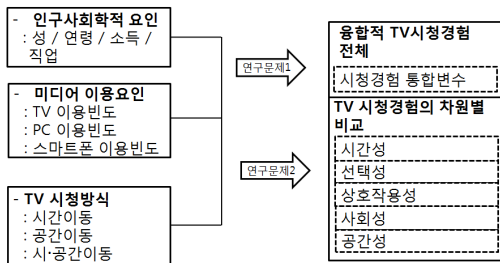 - 인구사회학적 요인
: 성 / 연령 / 소득 /
직업
- 미디어 이용요인
: TV 이용빈도
: PC 이용빈도
: 스마트폰 이용빈도
- TV 시청방식
: 시간이동
: 공간이동
: 시·공간이동
연구문제1
연구문제2
융합적 TV시청경험
전체
시청경험 통합변수
TV 시청경험의 차원별
비교
시간성
선택성
상호작용성
사회성
공간성